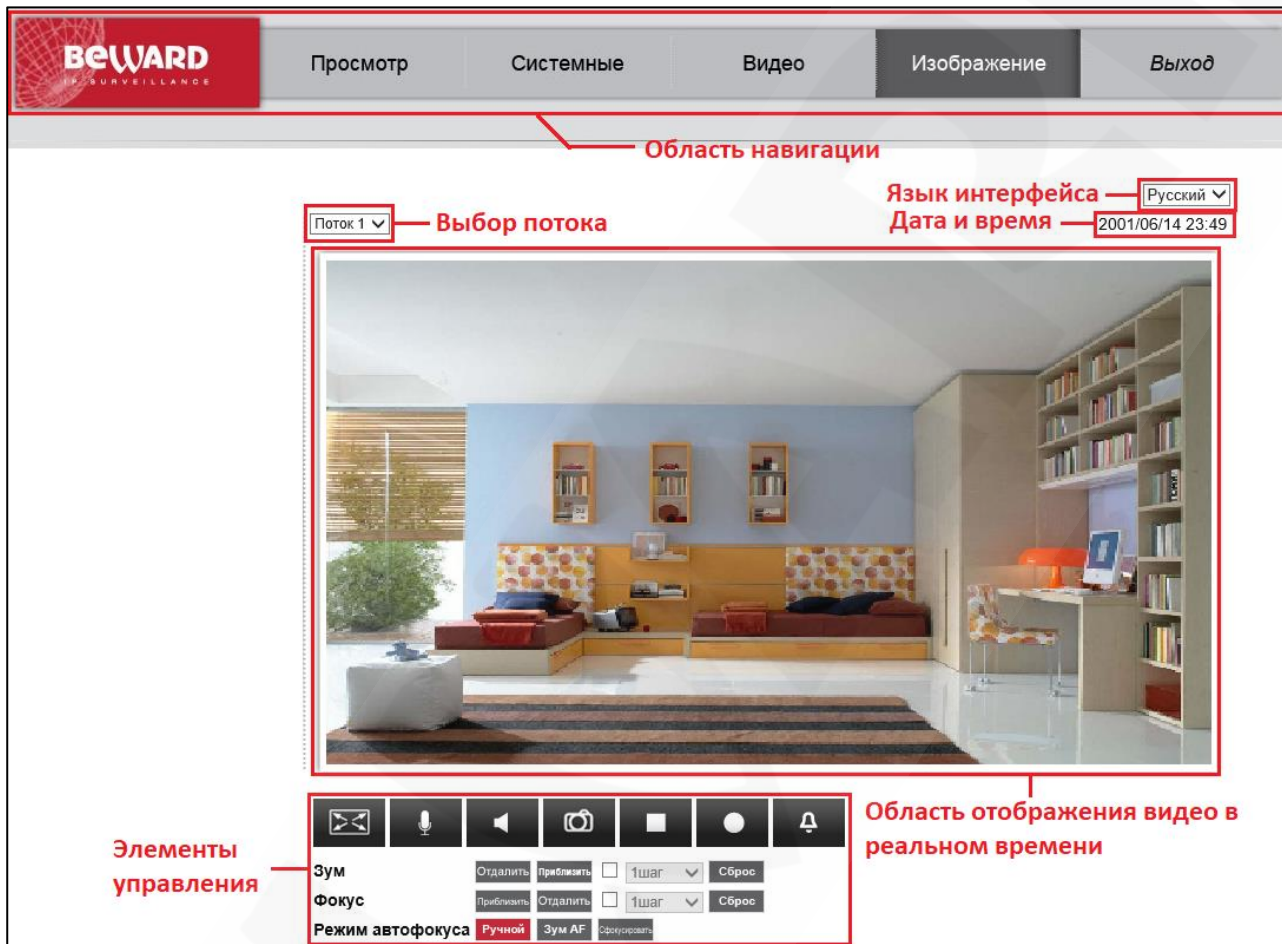 BEWARD
IP SURVEILLANCE
Просмотр
Системные
Видео
Изображение
Выход
Область навигации
Язык интерфейса
Русский
Поток 1
Выбор потока
Дата и время
2001/06/14 23:49
Область отображения видео в
реальном времени
Элементы
управления
Зум
Отдалить
Приблизить
1шаг
Сброс
Фокус
Приблизить
Отдалить
1шаг
Сброс
Режим автофокуса
Ручной
Зум AF
Сфокусировать